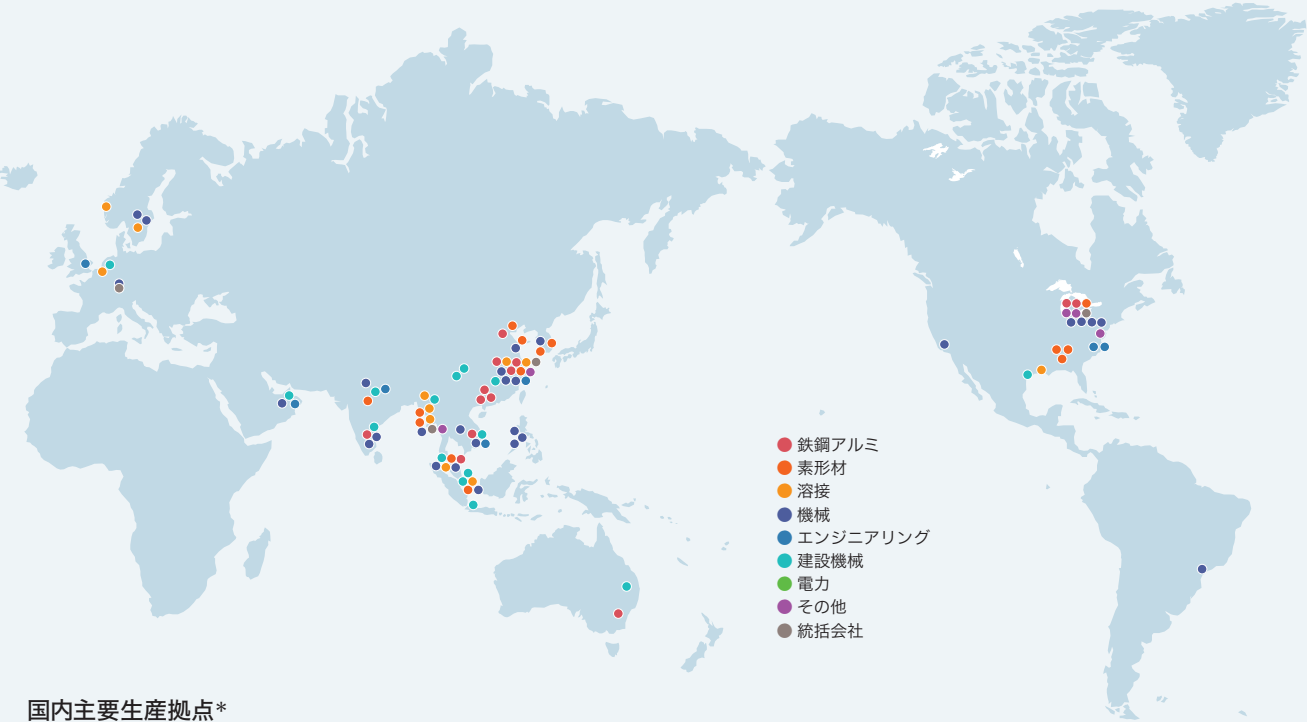 鉄鋼アルミ
素形材
溶接
機械
エンジニアリング
建設機械
電力
その他
統括会社
国内主要生産拠点*